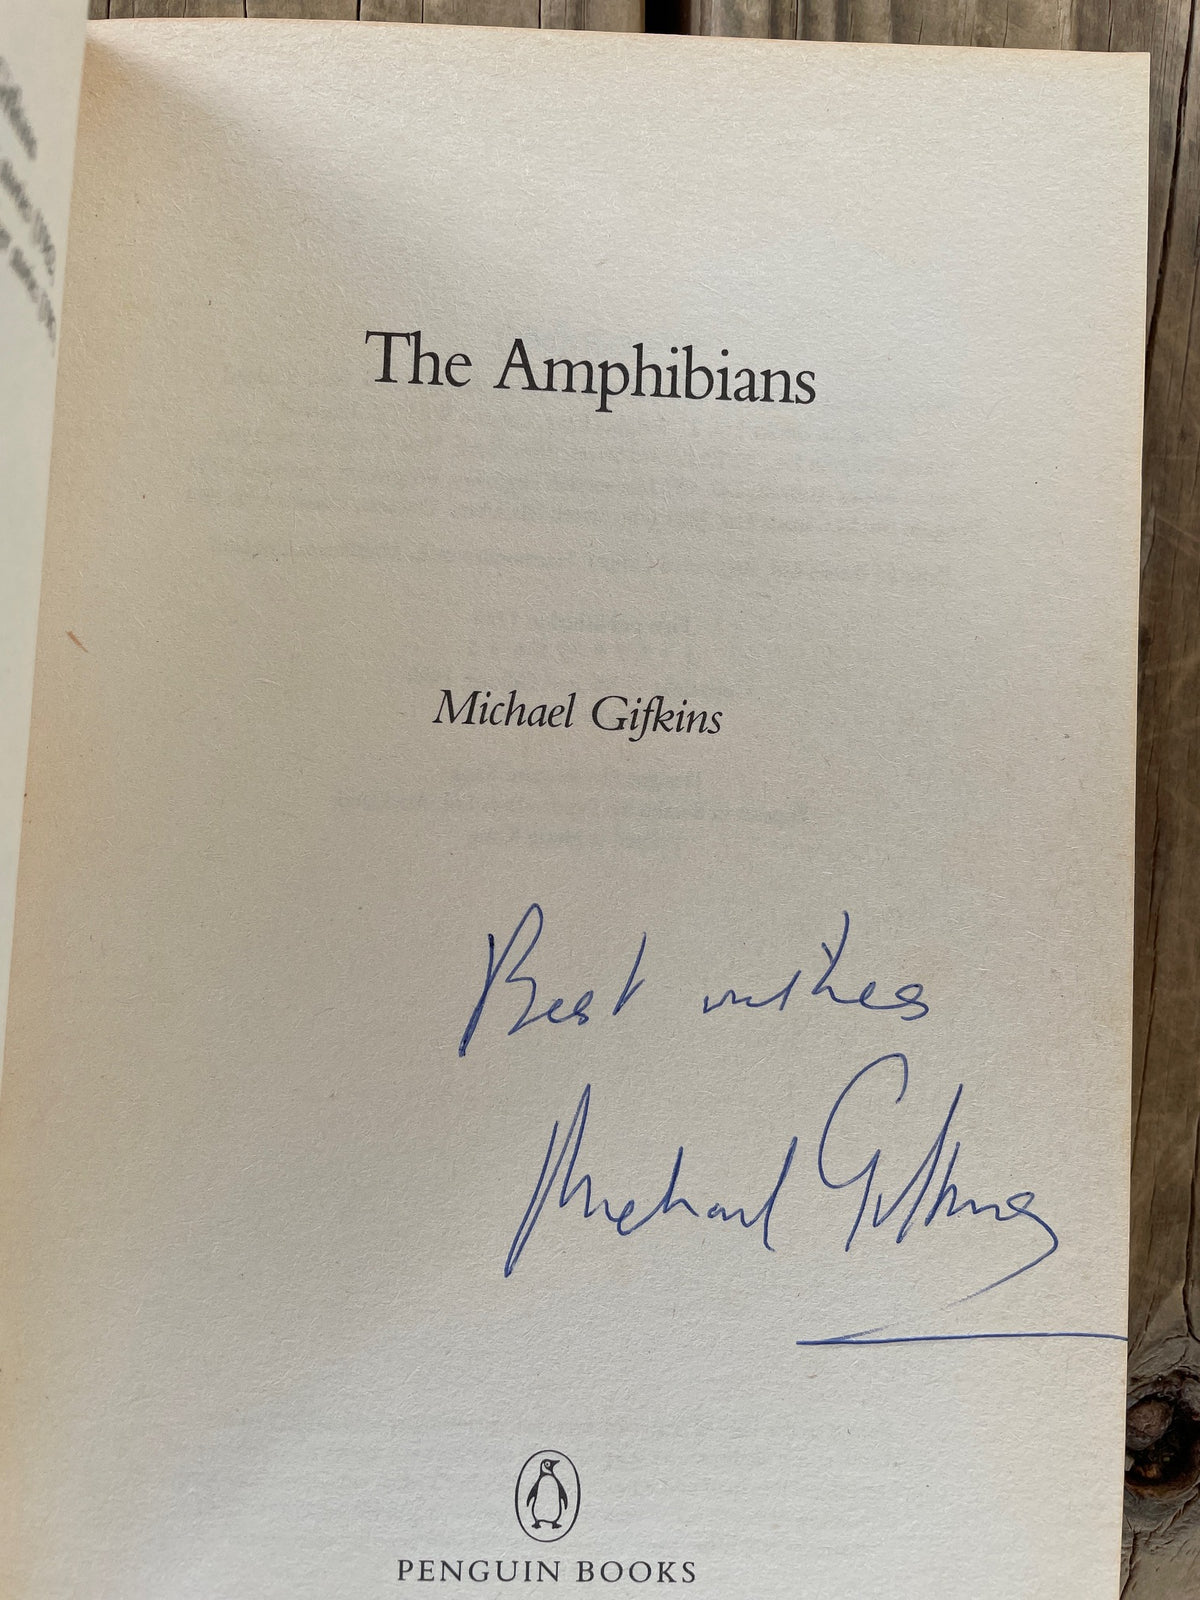 The Amphibians
Michael Gifkins
Best wishes
Michael Gifkins
PENGUIN BOOKS